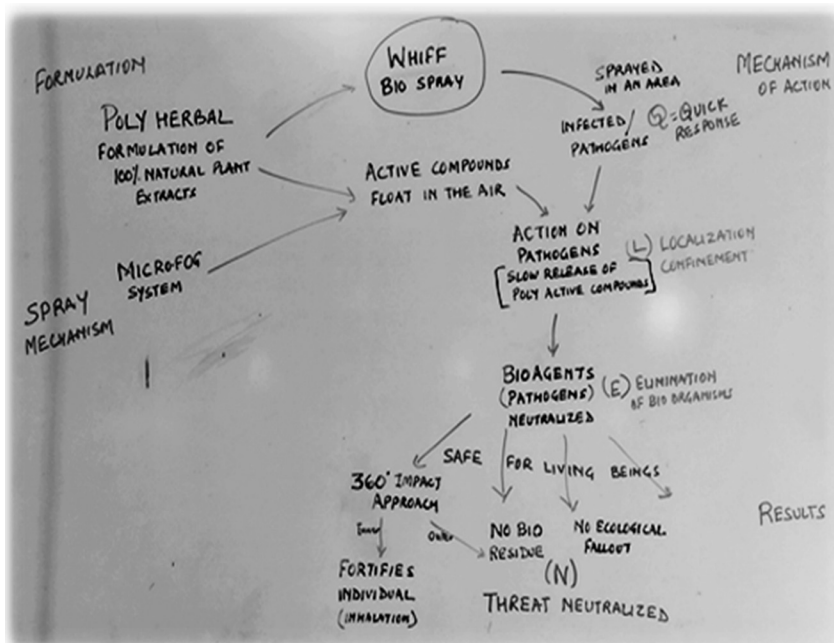 FORMULATION
WHIFF
BIO SPRAY
SPRAYED
IN AN AREA
MECHANISM
OF ACTION
POLY HERBAL
FORMULATION OF
100% NATURAL PLANT
EXTRACTS
INFECTED/
PATHOGENS
Q=QUICK
RESPONSE
ACTIVE COMPOUNDS
FLOAT IN THE AIR
ACTION ON
PATHOGENS
[SLOW RELEASE OF
POLY ACTIVE COMPOUNDS]
(L) LOCALIZATION
CONFINEMENT
MICROFOG
SYSTEM
SPRAY
MECHANISM
BIOAGENTS
(PATHOGENS)
NEUTRALIZED
(E) ELIMINATION
OF BIO ORGANISMS
SAFE FOR LIVING BEINGS
360° IMPACT
APPROACH
Inner
Outer
NO BIO
RESIDUE
NO ECOLOGICAL
FALLOUT
RESULTS
FORTIFIES
INDIVIDUAL
(INHALATION)
(N)
THREAT NEUTRALIZED